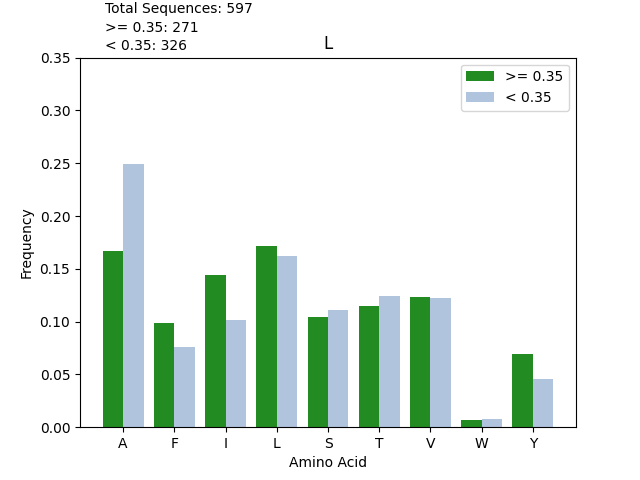 Total Sequences: 597
>= 0.35: 271
< 0.35: 326
L
>= 0.35
< 0.35
Frequency
0.35
0.30
0.25
0.20
0.15
0.10
0.05
0.00
A F I L S T V W Y
Amino Acid